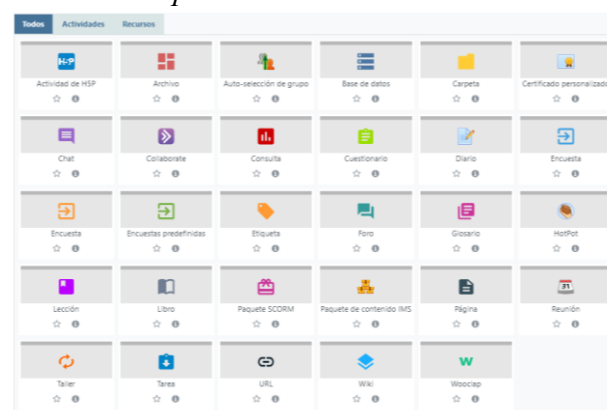 Todos Actividades Recursos
H-P
Actividad de H5P Archivo Auto-selección de grupo Base de datos Carpeta Certificado personalizado
Chat Collaborate Consulta Cuestionario Diario Encuesta
Encuesta Encuestas predefinidas Etiqueta Foro Glosario HotPot
Lección Libro Paquete SCORM Paquete de contenido IMS Página Reunión
31
Taller Tarea URL Wiki Wooclap
W